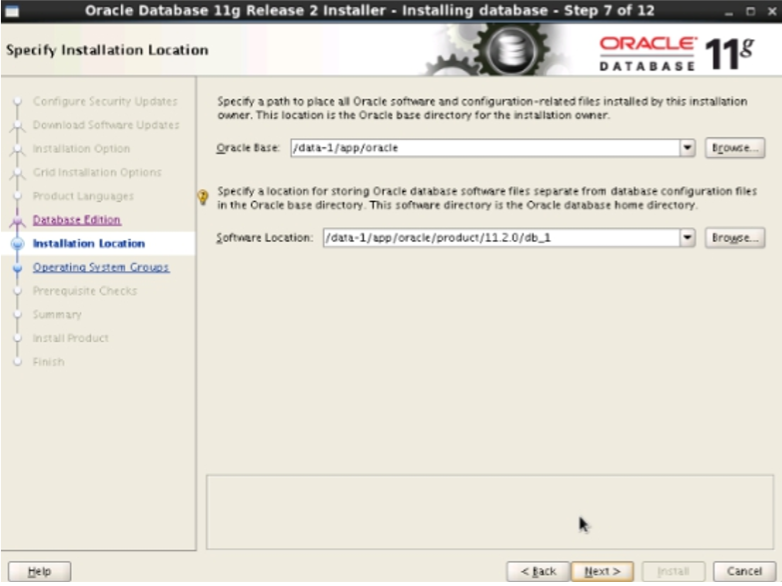 Oracle Database 11g Release 2 Installer - Installing database - Step 7 of 12
Specify Installation Location
ORACLE
DATABASE
11g
Configure Security Updates
Download Software Updates
Installation Option
Grid Installation Options
Product Languages
Database Edition
Installation Location
Operating System Groups
Prerequisite Checks
Summary
Install Product
Finish
Specify a path to place all Oracle software and configuration-related files installed by this installation
owner. This location is the Oracle base directory for the installation owner.
Oracle Base: /data-1/app/oracle Browse...
Specify a location for storing Oracle database software files separate from database configuration files
in the Oracle base directory. This software directory is the Oracle database home directory.
Software Location: /data-1/app/oracle/product/11.2.0/db_1 Browse...
Help < Back Next > Install Cancel